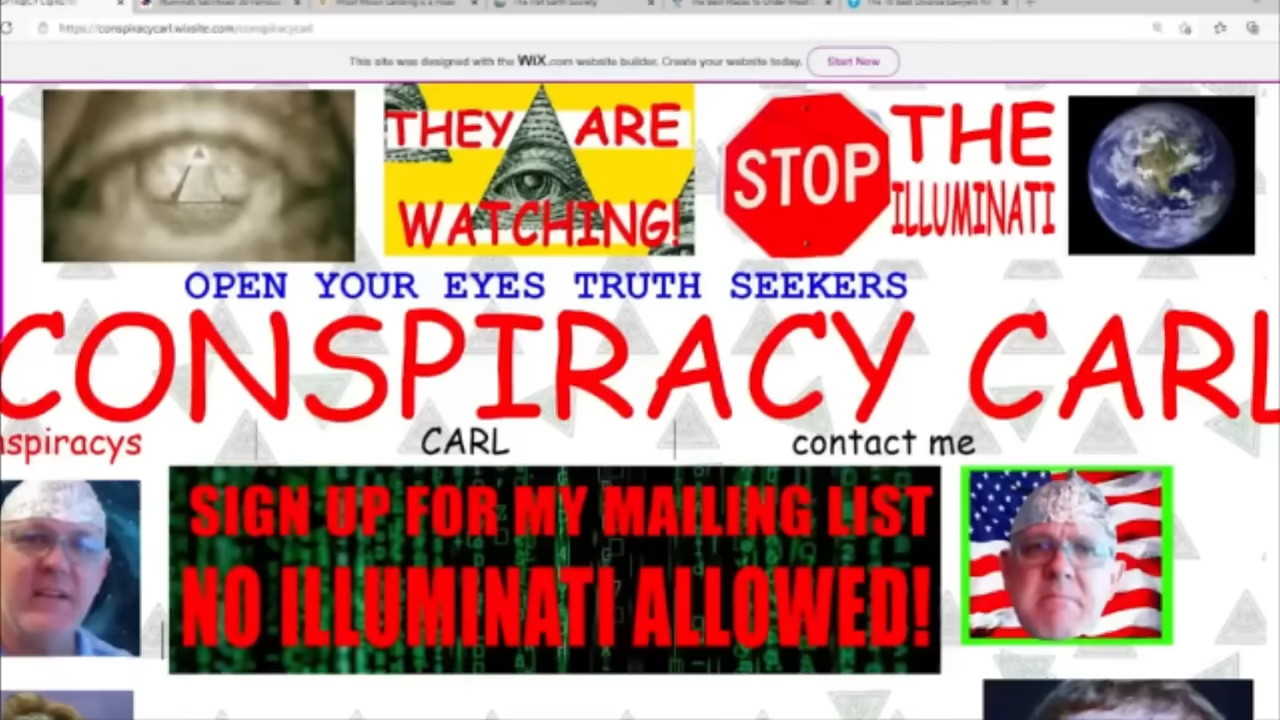 https://conspiracycarl.wixsite.com/conspiracycarl
This site was designed with the WiX.com website builder. Create your website today. Start Now
THEY ARE
WATCHING!
STOP
THE
ILLUMINATI
OPEN YOUR EYES TRUTH SEEKERS
CONSPIRACY CARL
nspiracys CARL contact me
SIGN UP FOR MY MAILING LIST
NO ILLUMINATI ALLOWED!